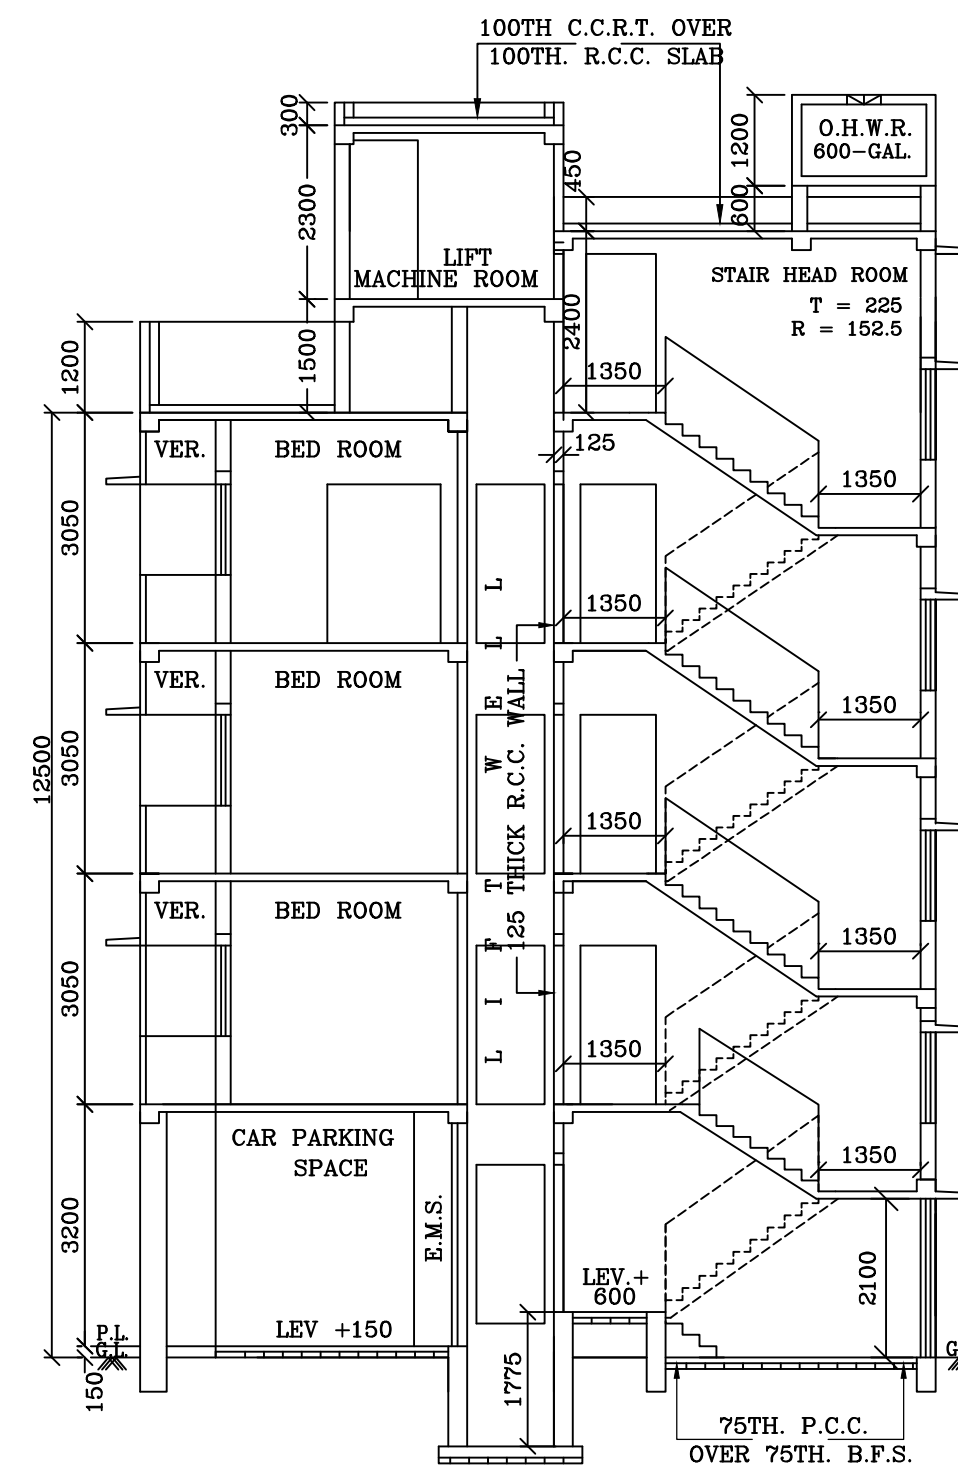 100TH C.C.R.T. OVER
100TH. R.C.C. SLAB
300
2300
1500
1200
LIFT
MACHINE ROOM
450
2400
1200
600
O.H.W.R.
600-GAL.
STAIR HEAD ROOM
T = 225
R = 152.5
1350
125
1350
VER.
BED ROOM
3050
1350
VER.
BED ROOM
12500
3050
1350
1350
VER.
BED ROOM
3050
1350
1350
LIFT WELL
125 THICK R.C.C. WALL
1350
CAR PARKING
SPACE
E.M.S.
3200
2100
LEV.+
600
LEV +150
P.L.
G.L.
G
150
1775
75TH. P.C.C.
OVER 75TH. B.F.S.